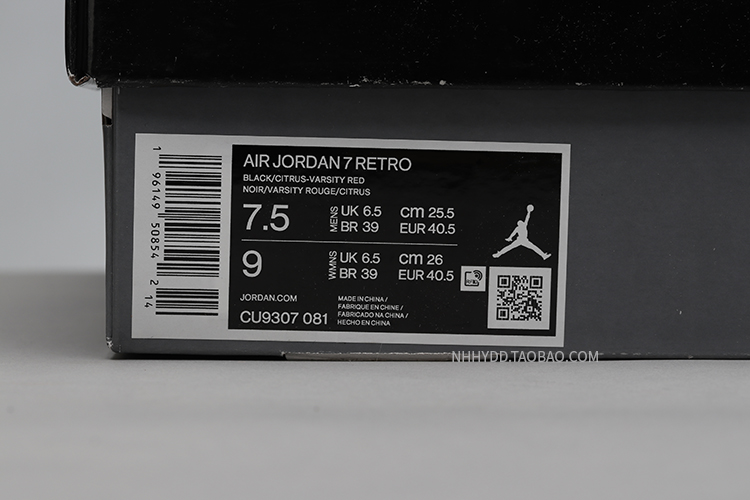 1 96149 50854 2 14
AIR JORDAN 7 RETRO
BLACK/CITRUS-VARSITY RED
NOIR/VARSITY ROUGE/CITRUS
7.5 MENS UK 6.5 cm 25.5
BR 39 EUR 40.5
9 WMNS UK 6.5 cm 26
BR 39 EUR 40.5
JORDAN.COM
CU9307 081
MADE IN CHINA /
FABRIQUE EN CHINE /
FABRICADO NA CHINA /
HECHO EN CHINA
NHHYDD.TAOBAO.COM